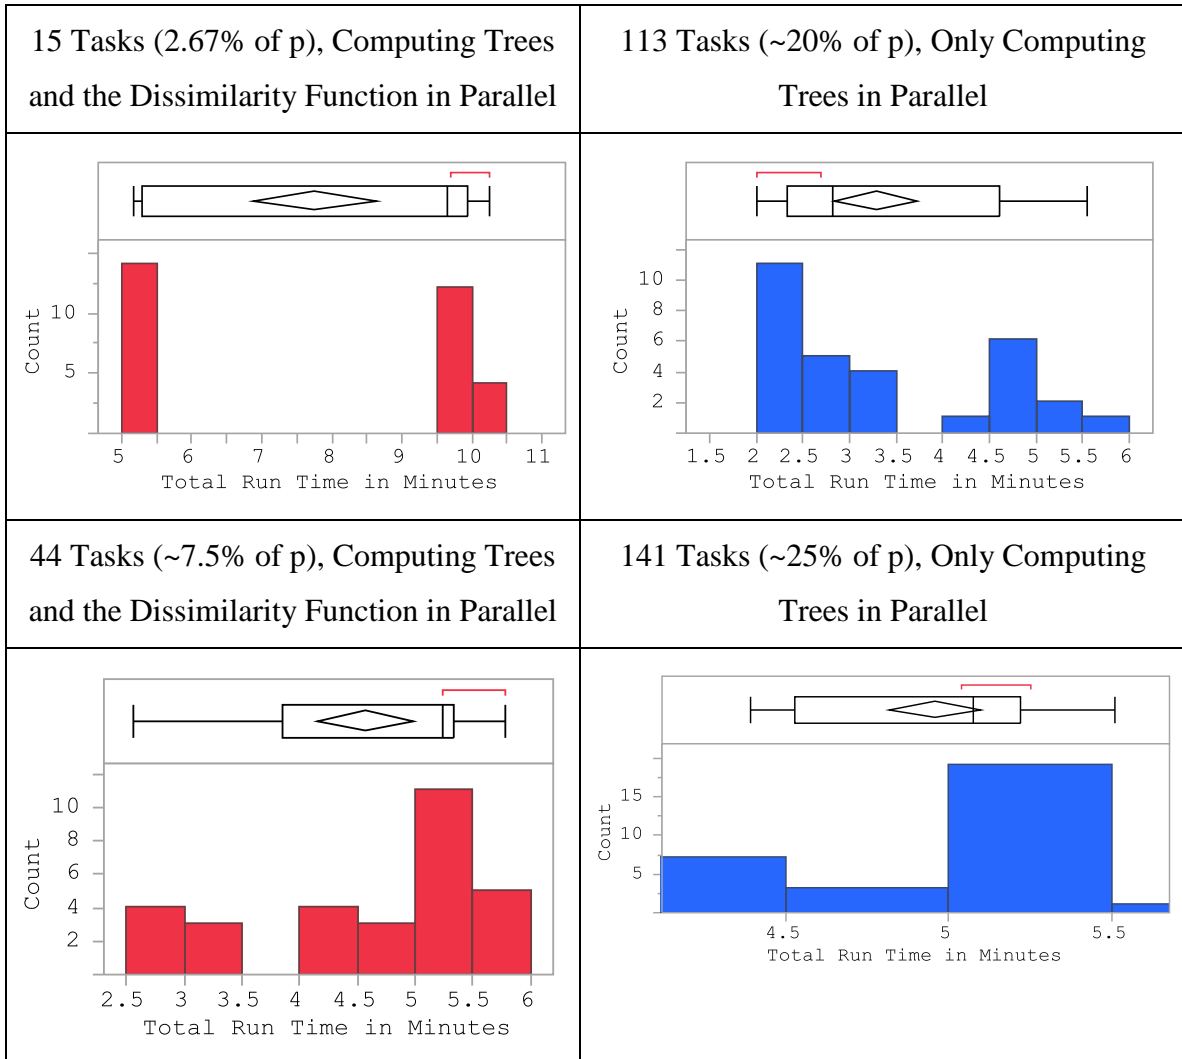 15 Tasks (2.67% of p), Computing Trees
and the Dissimilarity Function in Parallel
113 Tasks (~20% of p), Only Computing
Trees in Parallel
10
5
Count
5 6 7 8 9 10 11
Total Run Time in Minutes
10
8
6
4
2
Count
1.5 2 2.5 3 3.5 4 4.5 5 5.5 6
Total Run Time in Minutes
44 Tasks (~7.5% of p), Computing Trees
and the Dissimilarity Function in Parallel
141 Tasks (~25% of p), Only Computing
Trees in Parallel
10
8
6
4
2
Count
2.5 3 3.5 4 4.5 5 5.5 6
Total Run Time in Minutes
15
10
5
Count
4.5 5 5.5
Total Run Time in Minutes